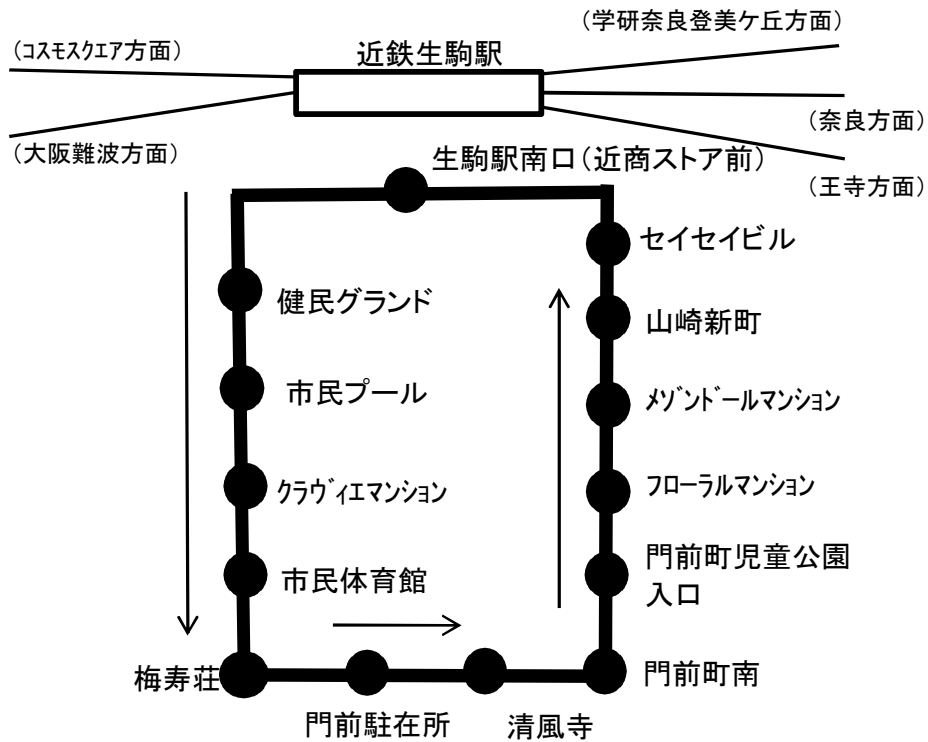 (学研奈良登美ケ丘方面)
(ｺｽﾓｽｸｴｱ方面)
近鉄生駒駅
(奈良方面)
(大阪難波方面)
生駒駅南口(近商ストア前)
(王寺方面)
セイセイビル
健民グランド
山崎新町
市民プール
ﾒｿﾞﾝﾄﾞｰﾙﾏﾝｼｮﾝ
ｸﾗｳﾞｨｴﾏﾝｼｮﾝ
ﾌﾛｰﾗﾙﾏﾝｼｮﾝ
市民体育館
門前町児童公園
入口
梅寿荘
門前町南
門前駐在所
清風寺